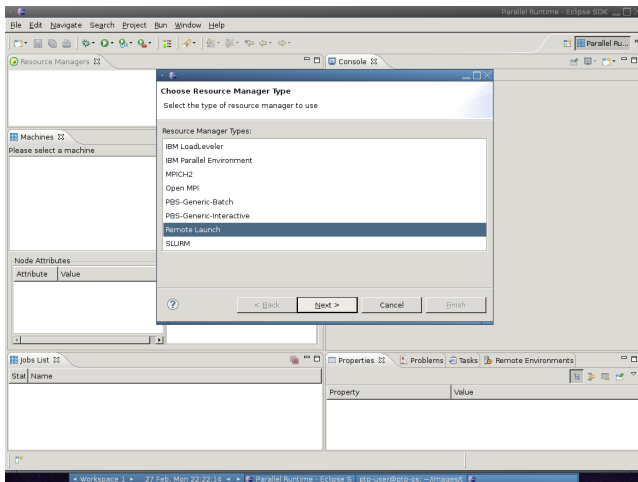 Parallel Runtime - Eclipse SDK
File Edit Navigate Search Project Run Window Help
Parallel Ru...
Resource Managers
Console
Choose Resource Manager Type
Select the type of resource manager to use
Resource Manager Types:
IBM LoadLeveler
IBM Parallel Environment
MPICH2
Open MPI
PBS-Generic-Batch
PBS-Generic-Interactive
Remote Launch
SLURM
< Back Next > Cancel Finish
Machines
Please select a machine
Node Attributes
Attribute Value
Jobs List
Stat Name
Properties Problems Tasks Remote Environments
Property Value
Workspace 1 27 Feb, Mon 22:22:14 Parallel Runtime - Eclipse S ptp-user@ptp-os: ~/Images/t